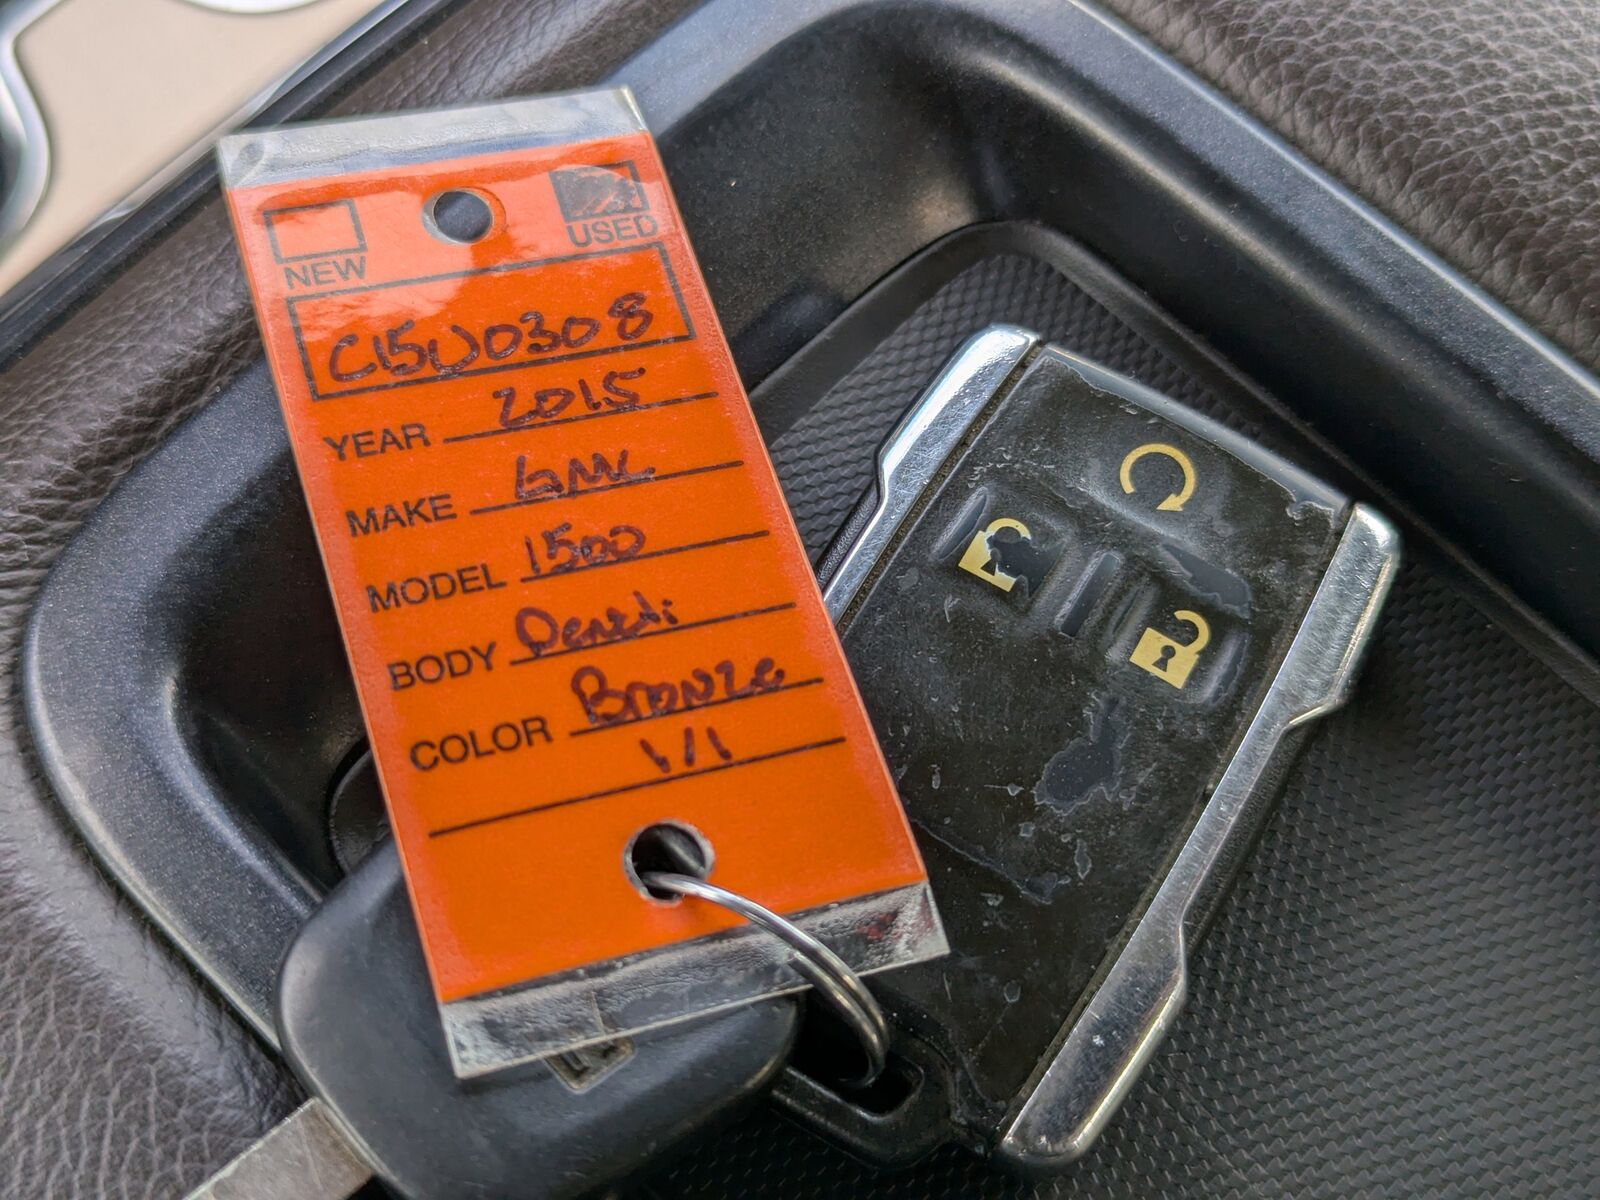 NEW USED
C15U0308
YEAR 2015
MAKE GMC
MODEL 1500
BODY Denali
COLOR Bronze
1/1